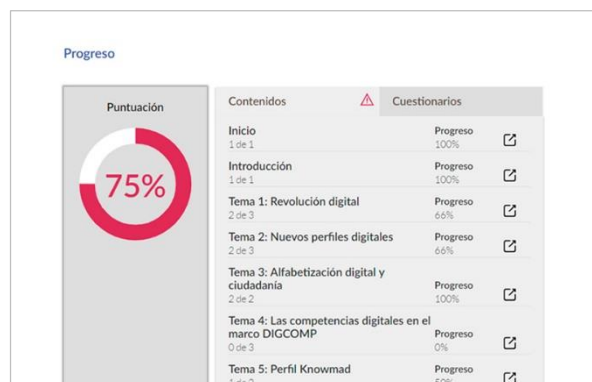 Progreso
Puntuación
75%
Contenidos
Cuestionarios
Inicio
1 de 1
Progreso
100%
Introducción
1 de 1
Progreso
100%
Tema 1: Revolución digital
2 de 3
Progreso
66%
Tema 2: Nuevos perfiles digitales
2 de 3
Progreso
66%
Tema 3: Alfabetización digital y
ciudadanía
2 de 2
Progreso
100%
Tema 4: Las competencias digitales en el
marco DIGCOMP
0 de 3
Progreso
0%
Tema 5: Perfil Knowmad
Progreso